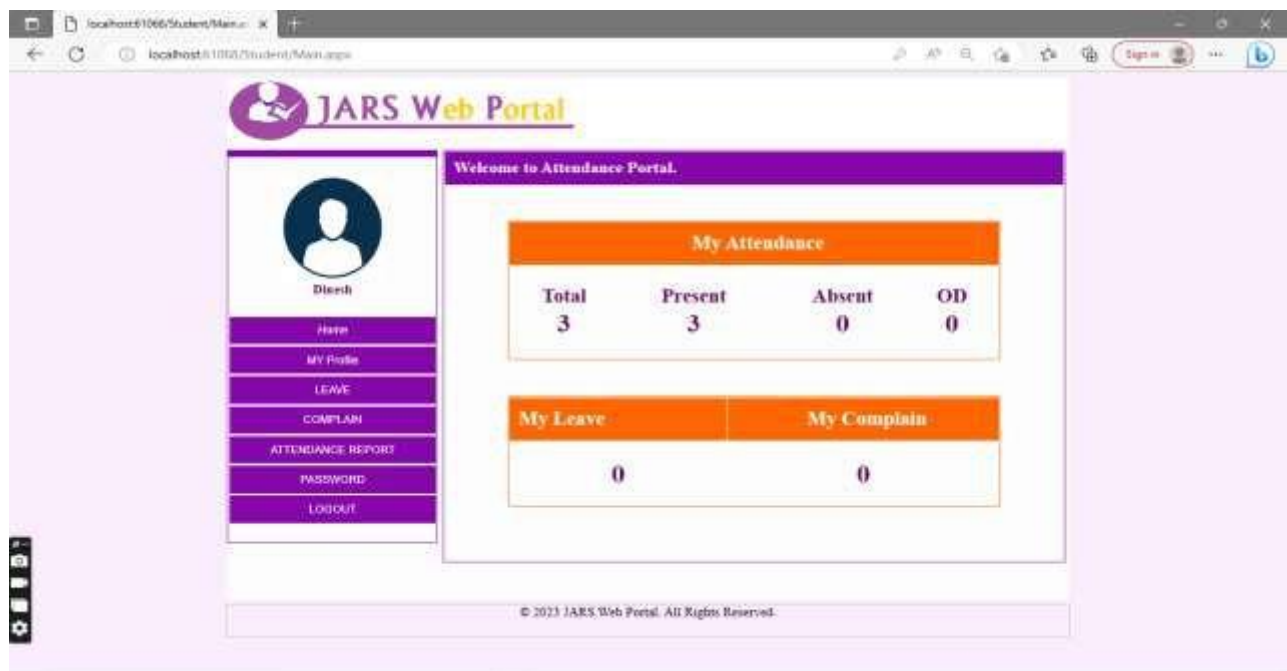 localhost:61066/Student/Main.a
localhost:61066/Student/Main.aspx
Sign in
JARS Web Portal
Welcome to Attendance Portal.
Dinesh
Home
MY Profile
LEAVE
COMPLAIN
ATTENDANCE REPORT
PASSWORD
LOGOUT
My Attendance
Total Present Absent OD
3 3 0 0
My Leave My Complain
0 0
© 2023 JARS Web Portal. All Rights Reserved.